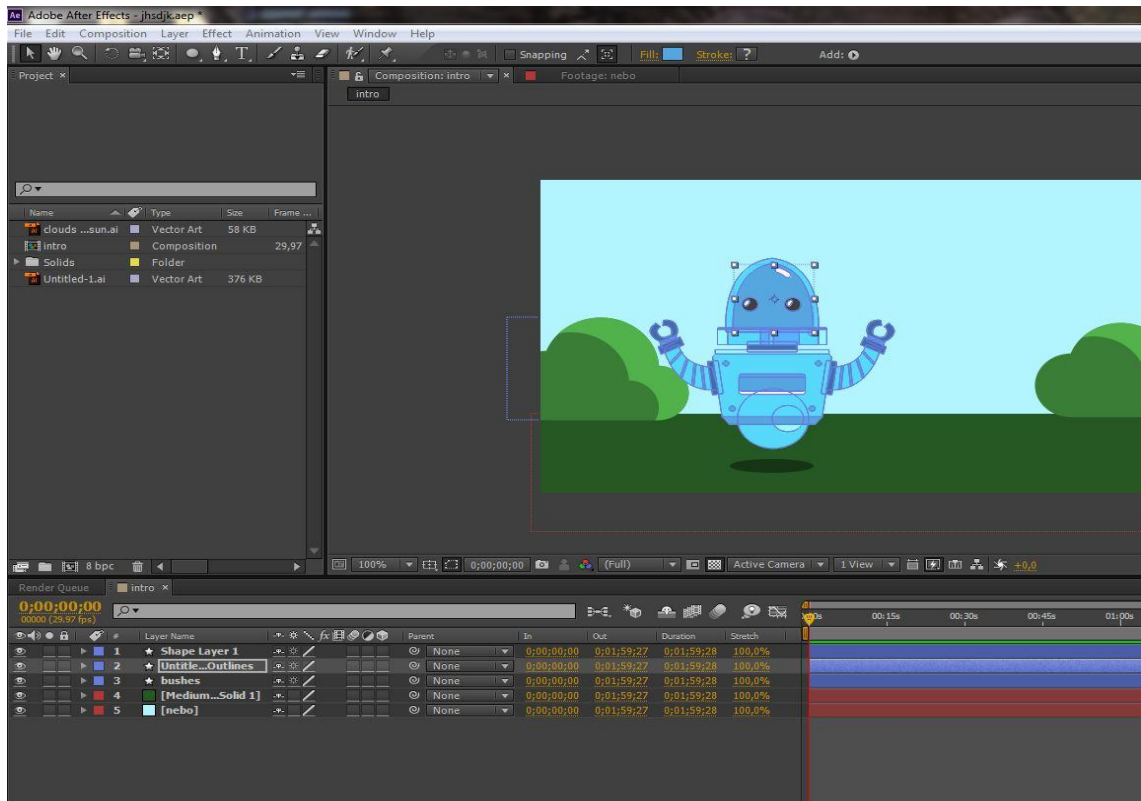 Adobe After Effects - jhsdjk.aep *
File Edit Composition Layer Effect Animation View Window Help
Snapping Fill: Stroke: ? Add:
Project × Composition: intro × Footage: nebo
intro
Name Type Size Frame ...
clouds ...sun.ai Vector Art 58 KB
intro Composition 29,97
Solids Folder
Untitled-1.ai Vector Art 376 KB
8 bpc 100% 0;00;00;00 (Full) Active Camera 1 View +0,0
Render Queue intro ×
0;00;00;00
00000 (29.97 fps) 00:15s 00:30s 00:45s 01:00s
# Layer Name fx Parent In Out Duration Stretch
1 Shape Layer 1 None 0;00;00;00 0;01;59;27 0;01;59;28 100,0%
2 Untitle...Outlines None 0;00;00;00 0;01;59;27 0;01;59;28 100,0%
3 bushes None 0;00;00;00 0;01;59;27 0;01;59;28 100,0%
4 [Medium...Solid 1] None 0;00;00;00 0;01;59;27 0;01;59;28 100,0%
5 [nebo] None 0;00;00;00 0;01;59;27 0;01;59;28 100,0%